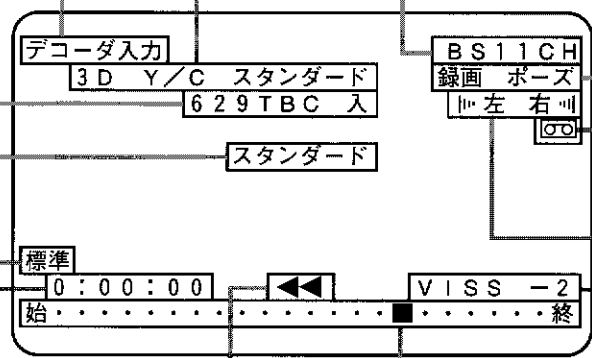 デコーダ入力 BS11CH
3D Y/C スタンダード 録画 ポーズ
629TBC 入 左 右
スタンダード
標準
0:00:00 ◀◀ VISS -2
始・・・・・・・・・・・・・・・■・・・・・・終